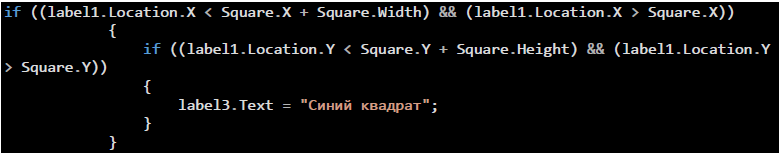 if ((label1.Location.X < Square.X + Square.Width) && (label1.Location.X > Square.X))
{
if ((label1.Location.Y < Square.Y + Square.Height) && (label1.Location.Y
> Square.Y))
{
label3.Text = "Синий квадрат";
}
}